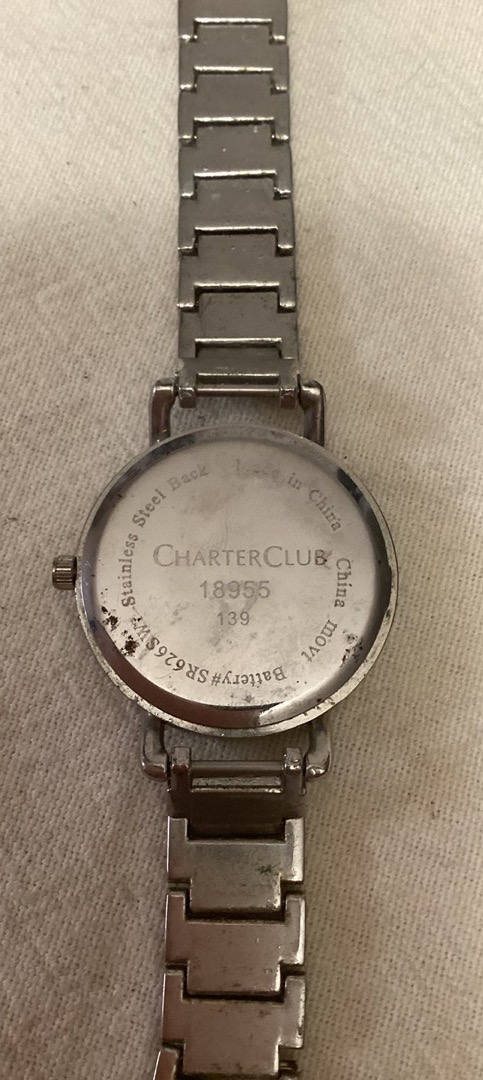 CHARTERCLUB
18955
139
Stainless Steel Back
in China
China movt
Battery#SR626SW